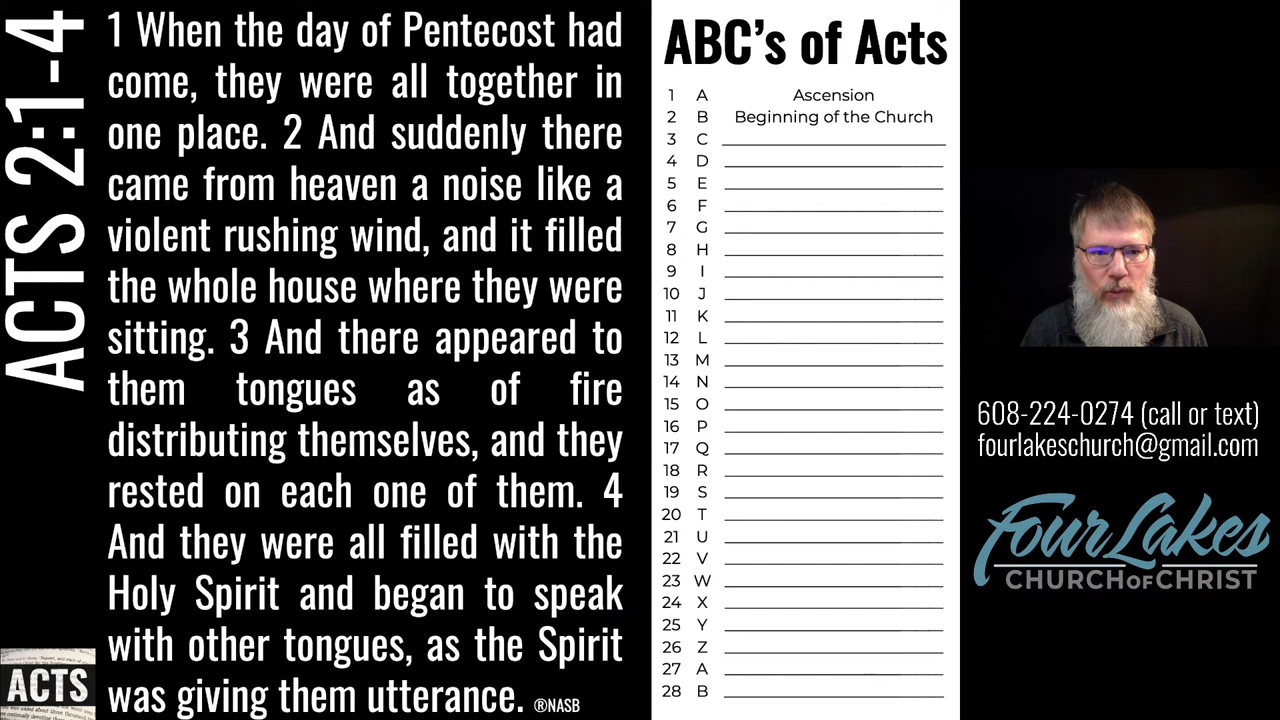 ACTS 2:1-4
1 When the day of Pentecost had
come, they were all together in
one place. 2 And suddenly there
came from heaven a noise like a
violent rushing wind, and it filled
the whole house where they were
sitting. 3 And there appeared to
them tongues as of fire
distributing themselves, and they
rested on each one of them. 4
And they were all filled with the
Holy Spirit and began to speak
with other tongues, as the Spirit
was giving them utterance. ®NASB
ACTS
ABC's of Acts
1 A Ascension
2 B Beginning of the Church
3 C
4 D
5 E
6 F
7 G
8 H
9 I
10 J
11 K
12 L
13 M
14 N
15 O
16 P
17 Q
18 R
19 S
20 T
21 U
22 V
23 W
24 X
25 Y
26 Z
27 A
28 B
608-224-0274 (call or text)
fourlakeschurch@gmail.com
Four Lakes
CHURCH OF CHRIST